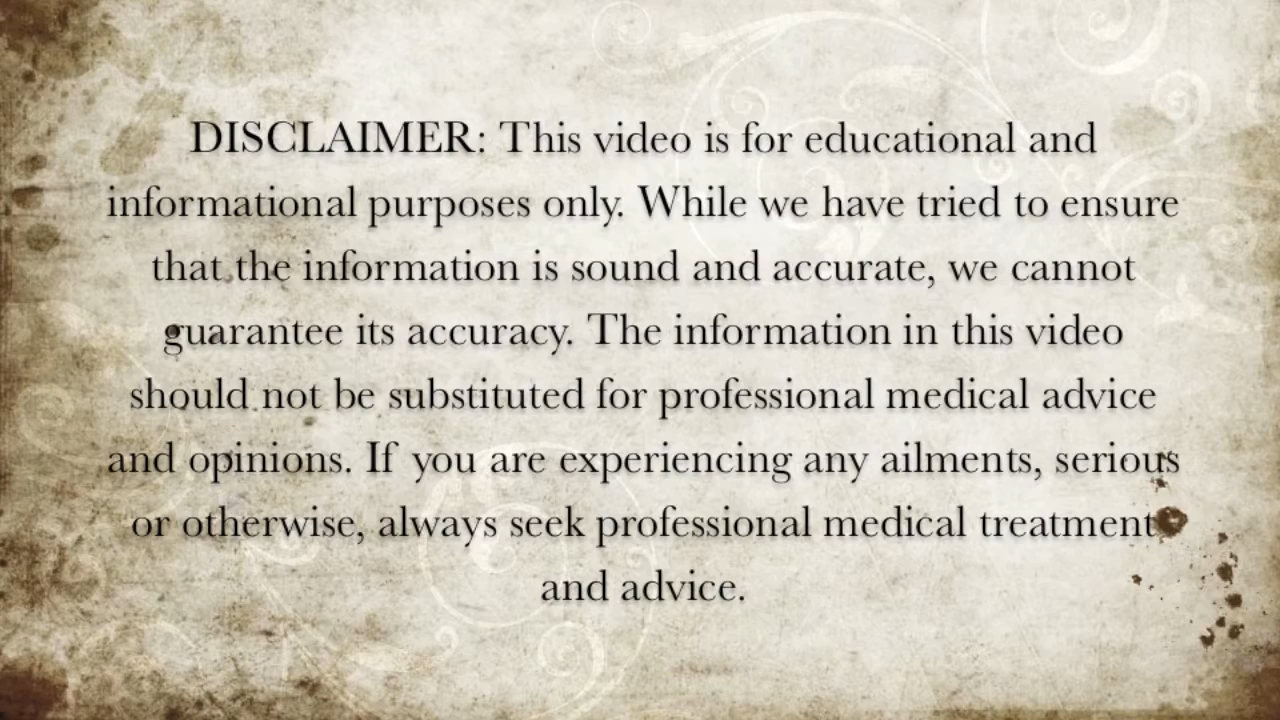 DISCLAIMER: This video is for educational and
informational purposes only. While we have tried to ensure
that the information is sound and accurate, we cannot
guarantee its accuracy. The information in this video
should not be substituted for professional medical advice
and opinions. If you are experiencing any ailments, serious
or otherwise, always seek professional medical treatment
and advice.